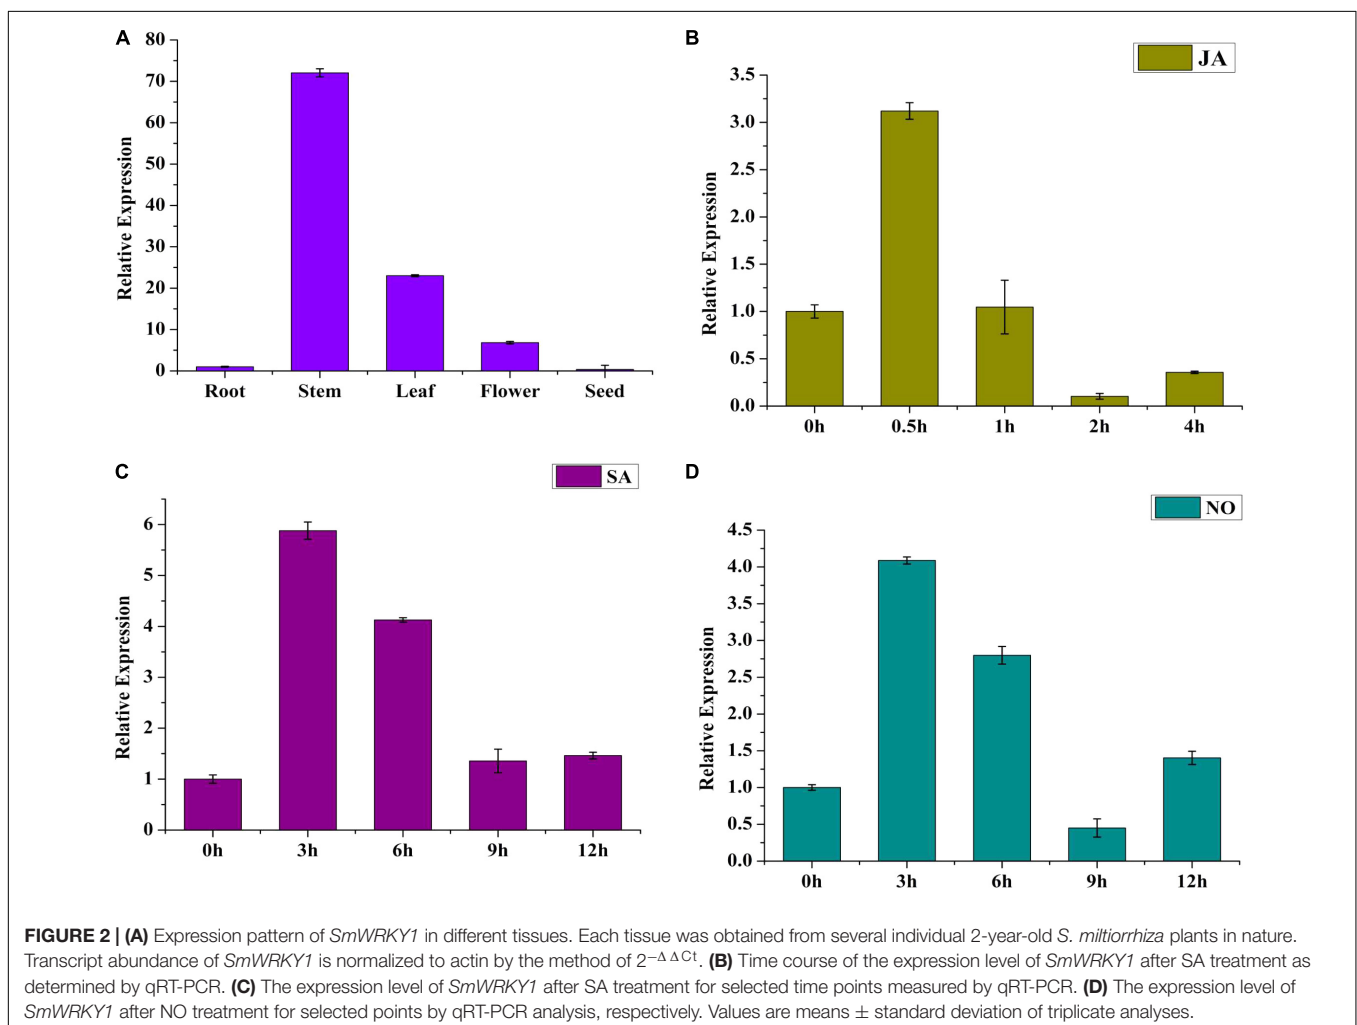 A
80
70
60
50
40
30
20
10
0
Relative Expression
Root Stem Leaf Flower Seed
B
JA
3.5
3.0
2.5
2.0
1.5
1.0
0.5
0.0
Relative Expression
0h 0.5h 1h 2h 4h
C
SA
6
5
4
3
2
1
0
Relative Expression
0h 3h 6h 9h 12h
D
NO
4.5
4.0
3.5
3.0
2.5
2.0
1.5
1.0
0.5
0.0
Relative Expression
0h 3h 6h 9h 12h
FIGURE 2 | (A) Expression pattern of SmWRKY1 in different tissues. Each tissue was obtained from several individual 2-year-old S. miltiorrhiza plants in nature.
Transcript abundance of SmWRKY1 is normalized to actin by the method of 2−ΔΔCt. (B) Time course of the expression level of SmWRKY1 after SA treatment as
determined by qRT-PCR. (C) The expression level of SmWRKY1 after SA treatment for selected time points measured by qRT-PCR. (D) The expression level of
SmWRKY1 after NO treatment for selected points by qRT-PCR analysis, respectively. Values are means ± standard deviation of triplicate analyses.